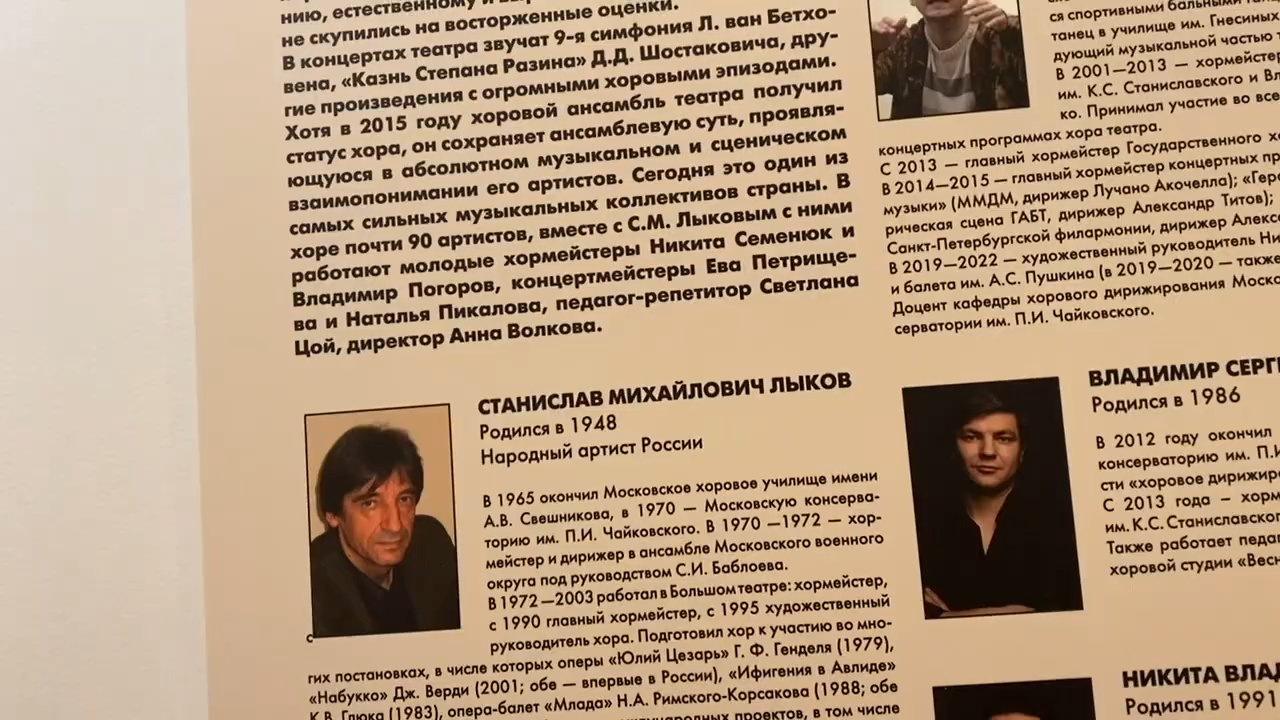 нию, естественному и
не скупились на восторженные оценки.
В концертах театра звучат 9-я симфония Л. ван Бетхо-
вена, «Казнь Степана Разина» Д.Д. Шостаковича, дру-
гие произведения с огромными хоровыми эпизодами.
Хотя в 2015 году хоровой ансамбль театра получил
статус хора, он сохраняет ансамблевую суть, проявля-
ющуюся в абсолютном музыкальном и сценическом
взаимопонимании его артистов. Сегодня это один из
самых сильных музыкальных коллективов страны. В
хоре почти 90 артистов, вместе с С.М. Лыковым с ними
работают молодые хормейстеры Никита Семенюк и
Владимир Погоров, концертмейстеры Ева Петрище-
ва и Наталья Пикалова, педагог-репетитор Светлана
Цой, директор Анна Волкова.
СТАНИСЛАВ МИХАЙЛОВИЧ ЛЫКОВ
Родился в 1948
Народный артист России
В 1965 окончил Московское хоровое училище имени
А.В. Свешникова, в 1970 — Московскую консерва-
торию им. П.И. Чайковского. В 1970 —1972 — хор-
мейстер и дирижер в ансамбле Московского военного
округа под руководством С.И. Баблоева.
В 1972 —2003 работал в Большом театре: хормейстер,
с 1990 главный хормейстер, с 1995 художественный
руководитель хора. Подготовил хор к участию во мно-
с
гих постановках, в числе которых оперы «Юлий Цезарь» Г. Ф. Генделя (1979),
«Набукко» Дж. Верди (2001; обе — впервые в России), «Ифигения в Авлиде»
К.В. Глюка (1983), опера-балет «Млада» Н.А. Римского-Корсакова (1988; обе
международных проектов, в том числе
ся спортивными бальными
танец в училище им. Гнесиных
дующий музыкальной частью
В 2001—2013 — хормейстер
им. К.С. Станиславского и
ко. Принимал участие во все
концертных программах хора театра.
С 2013 — главный хормейстер Государственного
В 2014—2015 — главный хормейстер концертных
музыки» (ММДМ, дирижер Лучано Акочелла);
рическая сцена ГАБТ, дирижер Александр Титов);
Санкт-Петербургской филармонии, дирижер
В 2019—2022 — художественный руководитель
и балета им. А.С. Пушкина (в 2019—2020 — также
Доцент кафедры хорового дирижирования
серватории им. П.И. Чайковского.
ВЛАДИМИР
Родился в 1986
В 2012 году окончил
консерваторию им.
сти «хоровое
С 2013 года –
им. К.С.
Также работает
хоровой студии
НИКИТА
Родился в 1991